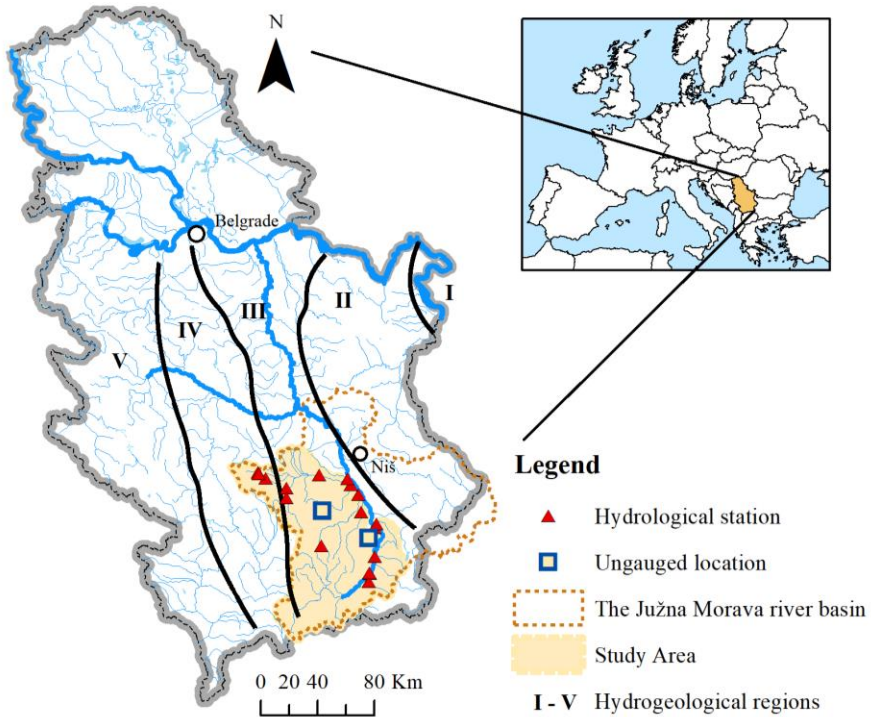 N
Belgrade
I
II
III
IV
V
Niš
0 20 40 80 Km
Legend
Hydrological station
Ungauged location
The Južna Morava river basin
Study Area
I - V Hydrogeological regions